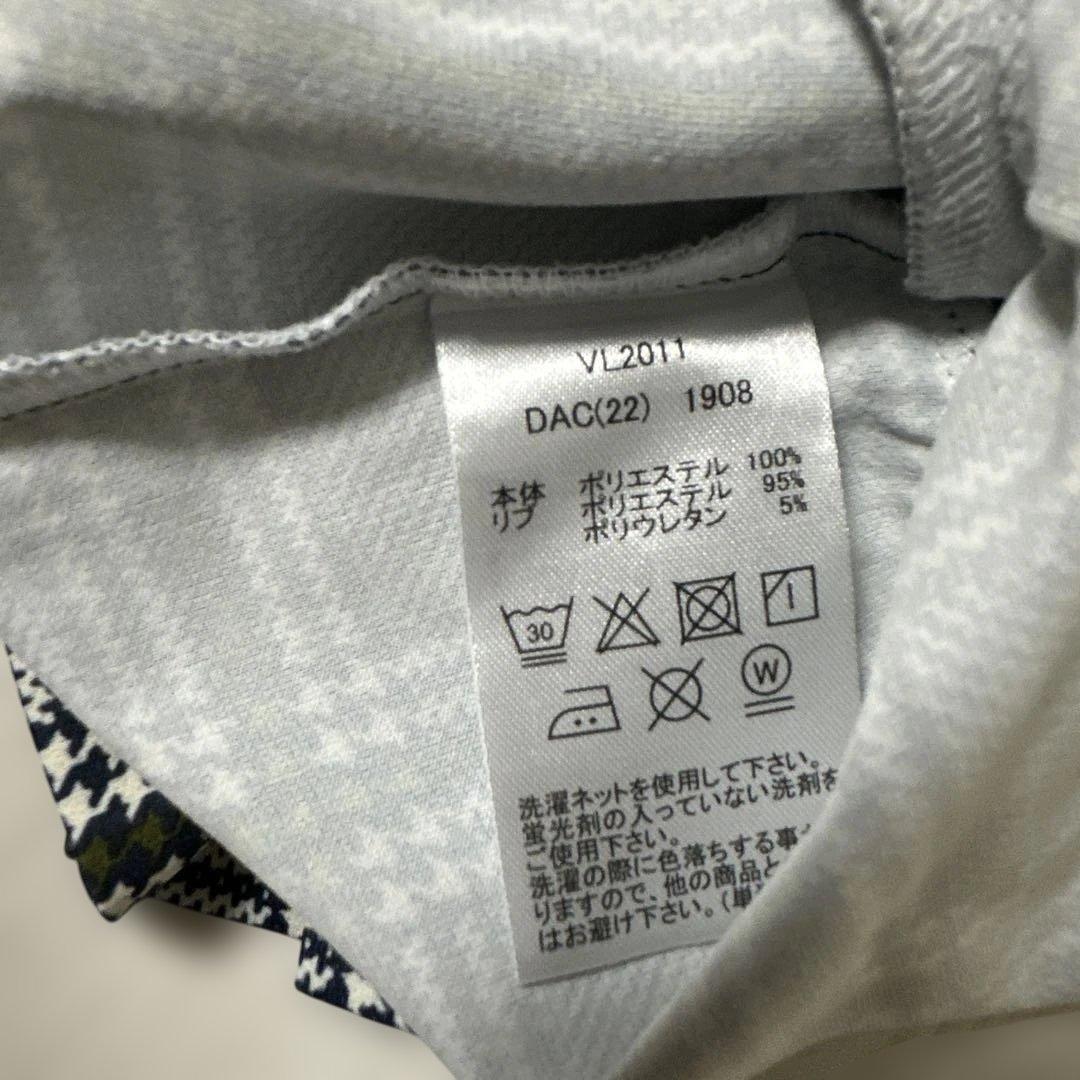 VL2011
DAC(22) 1908
本体 ポリエステル 100%
リブ ポリエステル 95%
ポリウレタン 5%
30
W
洗濯ネットを使用して下さい。
蛍光剤の入っていない洗剤を
ご使用下さい。
洗濯の際に色落ちする事
りますので、他の商品と
はお避け下さい。(単